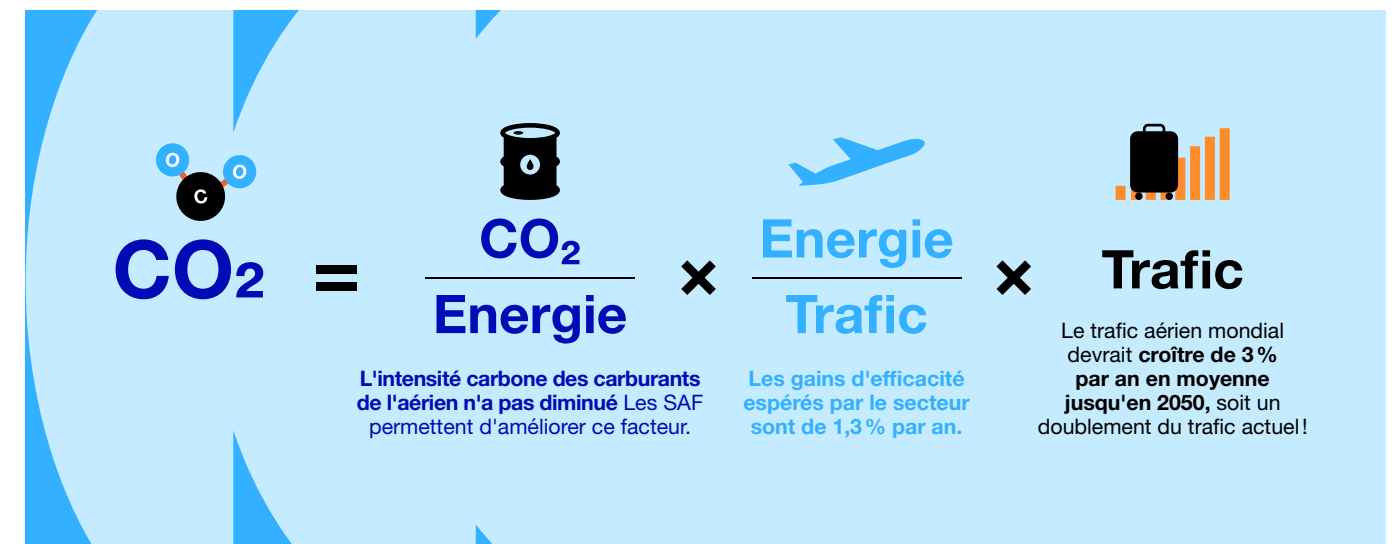 O
O
C
CO₂
=
CO₂
Energie
×
Energie
Trafic
×
Trafic
L'intensité carbone des carburants
de l'aérien n'a pas diminué Les SAF
permettent d'améliorer ce facteur.
Les gains d'efficacité
espérés par le secteur
sont de 1,3 % par an.
Le trafic aérien mondial
devrait croître de 3 %
par an en moyenne
jusqu'en 2050, soit un
doublement du trafic actuel !